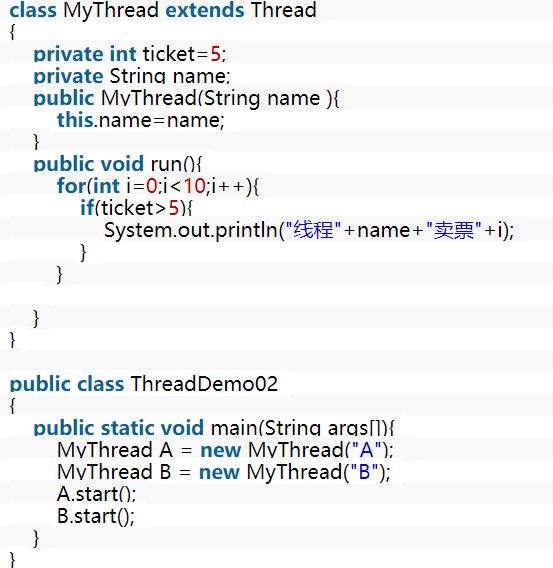 class MyThread extends Thread
{
    private int ticket=5;
    private String name;
    public MyThread(String name ){
        this.name=name;
    }
    public void run(){
        for(int i=0;i<10;i++){
            if(ticket>5){
                System.out.println("线程"+name+"卖票"+i);
            }
        }

    }
}

public class ThreadDemo02
{
    public static void main(String args[]){
        MyThread A = new MyThread("A");
        MyThread B = new MyThread("B");
        A.start();
        B.start();
    }
}